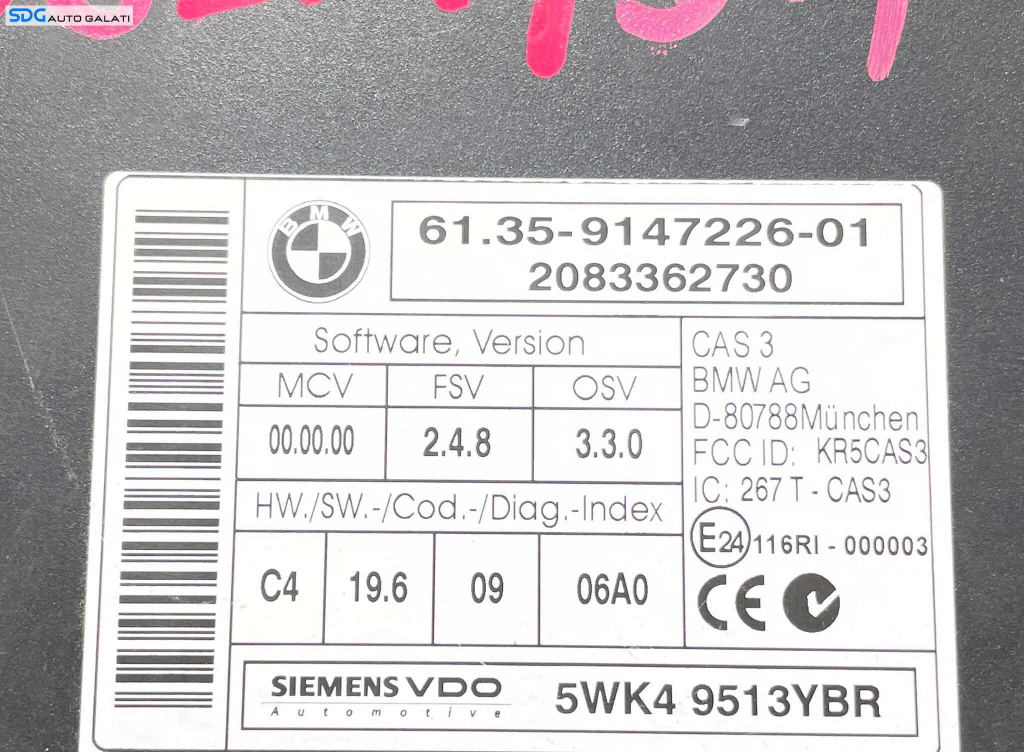 SDG AUTO GALATI
BMW
61.35-9147226-01
2083362730
Software, Version
MCV FSV OSV
00.00.00 2.4.8 3.3.0
HW./SW.-/Cod.-/Diag.-Index
C4 19.6 09 06A0
CAS 3
BMW AG
D-80788München
FCC ID: KR5CAS3
IC: 267 T - CAS3
E24 116RI - 000003
CE
SIEMENS VDO
Automotive
5WK4 9513YBR